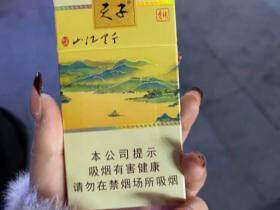 天子
本公司提示
吸烟有害健康
请勿在禁烟场所吸烟